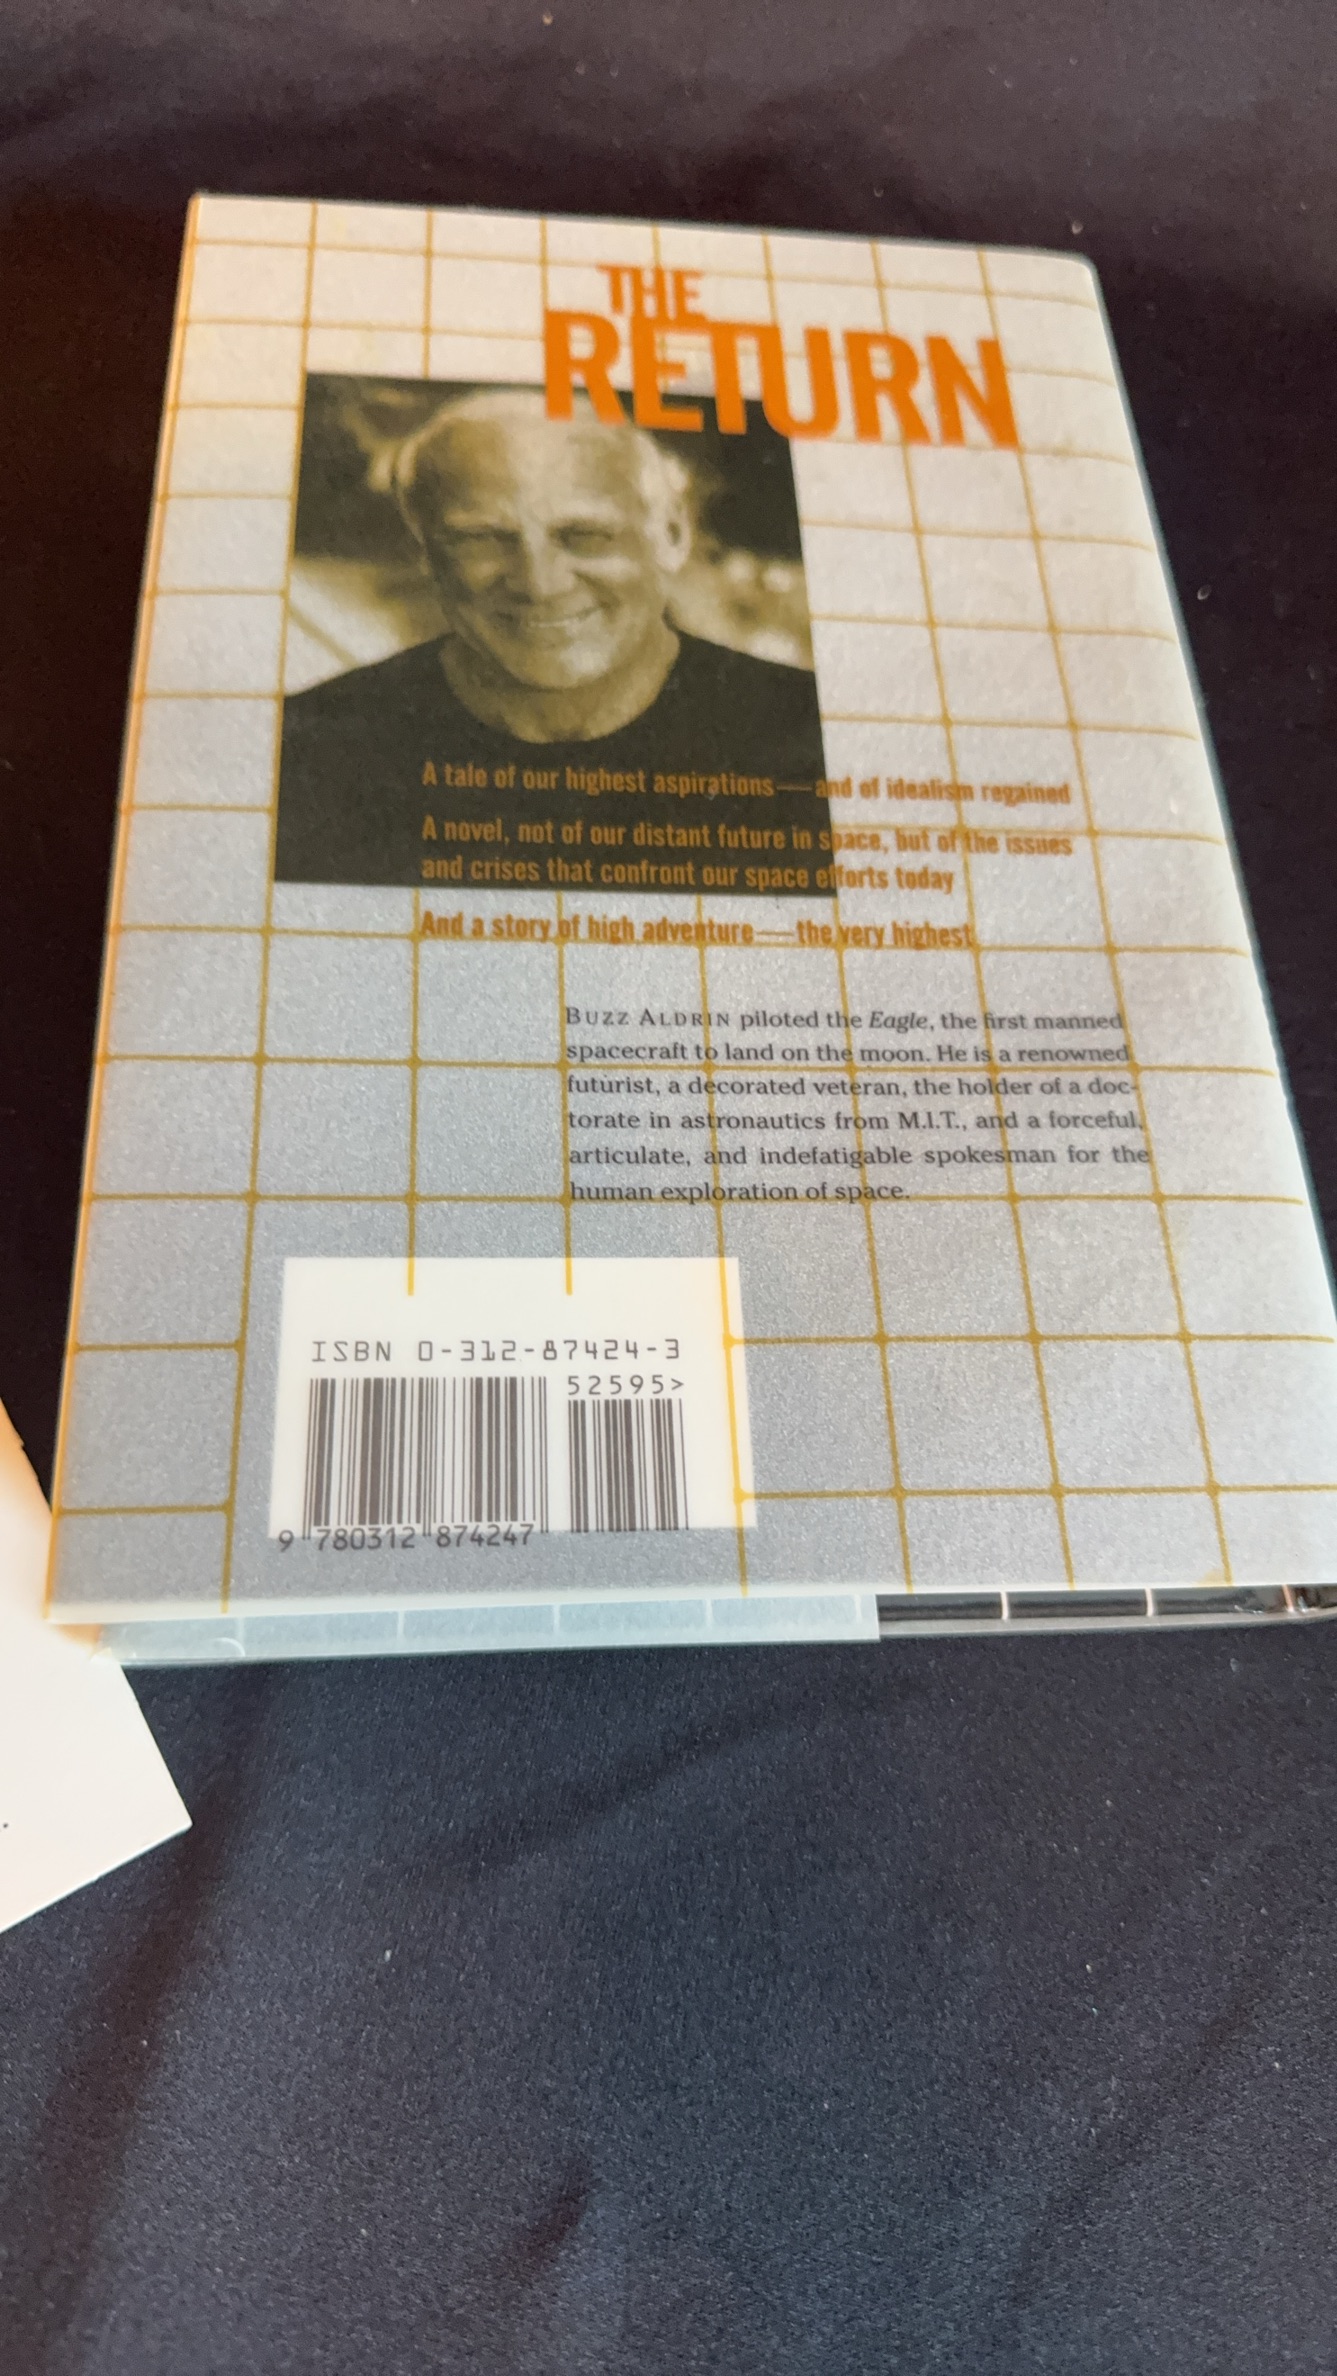 THE
RETURN
A tale of our highest aspirations—and of idealism regained
A novel, not of our distant future in space, but of the issues
and crises that confront our space efforts today
And a story of high adventure—the very highest
BUZZ ALDRIN piloted the Eagle, the first manned
spacecraft to land on the moon. He is a renowned
futurist, a decorated veteran, the holder of a doc-
torate in astronautics from M.I.T., and a forceful,
articulate, and indefatigable spokesman for the
human exploration of space.
ISBN 0-312-87424-3
52595>
9 780312 874247